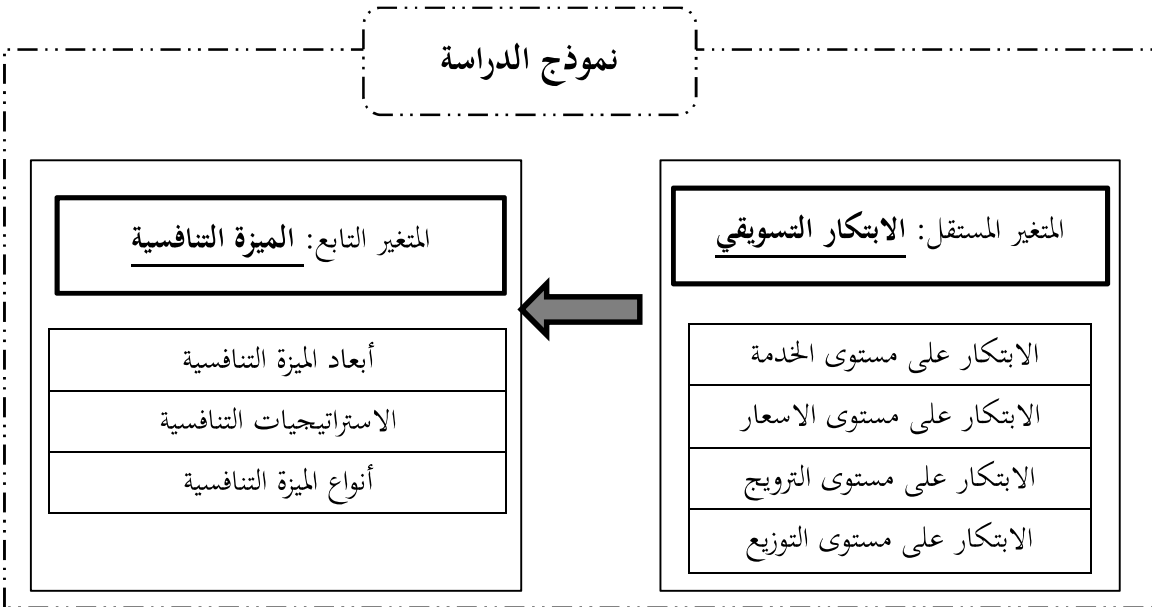 نموذج الدراسة
المتغير المستقل: الابتكار التسويقي
الابتكار على مستوى الخدمة
الابتكار على مستوى الاسعار
الابتكار على مستوى الترويج
الابتكار على مستوى التوزيع
المتغير التابع: الميزة التنافسية
أبعاد الميزة التنافسية
الاستراتيجيات التنافسية
أنواع الميزة التنافسية